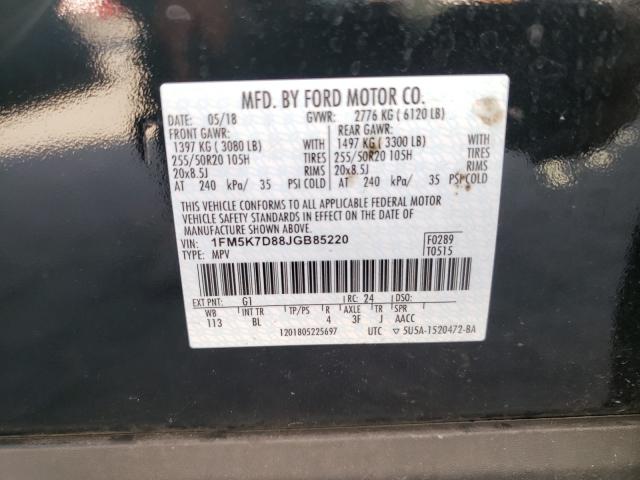 MFD. BY FORD MOTOR CO.
DATE: 05/18 GVWR: 2776 KG ( 6120 LB)
FRONT GAWR: REAR GAWR:
1397 KG ( 3080 LB) WITH 1497 KG ( 3300 LB) WITH
255/50R20 105H TIRES 255/50R20 105H TIRES
20x8.5J RIMS 20x8.5J RIMS
AT 240 kPa/ 35 PSI COLD AT 240 kPa/ 35 PSI COLD
THIS VEHICLE CONFORMS TO ALL APPLICABLE FEDERAL MOTOR
VEHICLE SAFETY STANDARDS IN EFFECT ON THE DATE OF
MANUFACTURE SHOWN ABOVE.
VIN: 1FM5K7D88JGB85220 F0289
TYPE: MPV T0515
EXT PNT: G1 RC: 24 DSO:
WB INT TR TP/PS R AXLE TR SPR
113 BL 4 3F J AACC
1201805225697 UTC ▽ 5U5A-1520472-BA